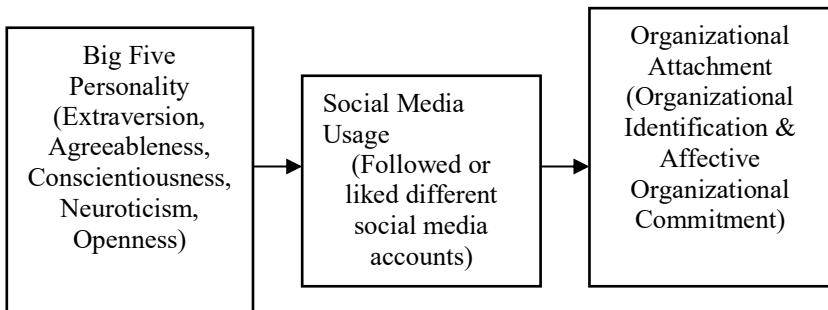 Big Five
Personality
(Extraversion,
Agreeableness,
Conscientiousness,
Neuroticism,
Openness)
Social Media
Usage
(Followed or
liked different
social media
accounts)
Organizational
Attachment
(Organizational
Identification &
Affective
Organizational
Commitment)